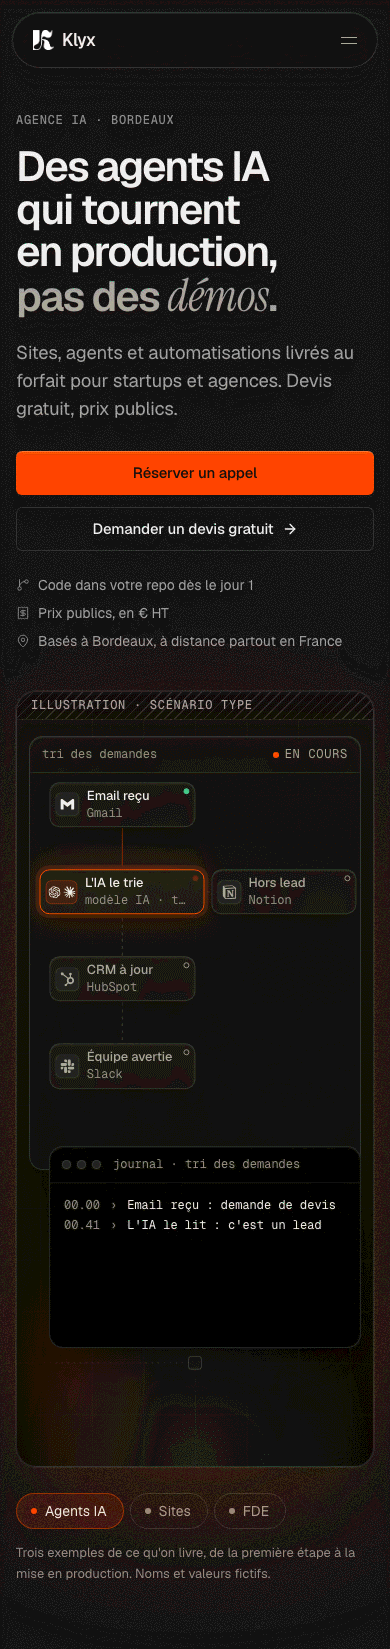 Klyx
AGENCE IA · BORDEAUX
Des agents IA
qui tournent
en production,
pas des démos.
Sites, agents et automatisations livrés au
forfait pour startups et agences. Devis
gratuit, prix publics.
Réserver un appel
Demander un devis gratuit →
Code dans votre repo dès le jour 1
Prix publics, en € HT
Basés à Bordeaux, à distance partout en France
ILLUSTRATION · SCÉNARIO TYPE
tri des demandes
EN COURS
Email reçu
Gmail
L'IA le trie
modèle IA · t…
Hors lead
Notion
CRM à jour
HubSpot
Équipe avertie
Slack
journal · tri des demandes
00.00 › Email reçu : demande de devis
00.41 › L'IA le lit : c'est un lead
Agents IA
Sites
FDE
Trois exemples de ce qu'on livre, de la première étape à la
mise en production. Noms et valeurs fictifs.